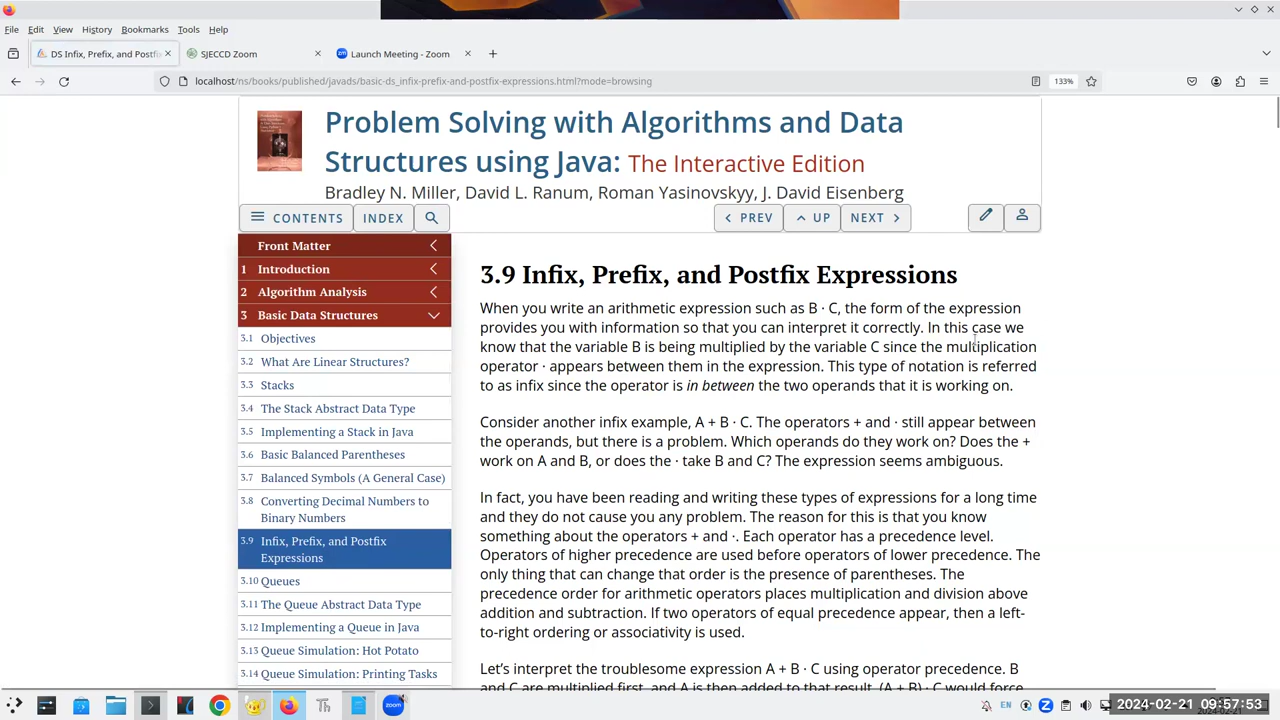 File Edit View History Bookmarks Tools Help
DS Infix, Prefix, and Postfix
SJECCD Zoom
Launch Meeting - Zoom
localhost/ns/books/published/javads/basic-ds_infix-prefix-and-postfix-expressions.html?mode=browsing
133%
Problem Solving with Algorithms and Data
Structures using Java: The Interactive Edition
Bradley N. Miller, David L. Ranum, Roman Yasinovskyy, J. David Eisenberg
CONTENTS INDEX
PREV UP NEXT
Front Matter
1 Introduction
2 Algorithm Analysis
3 Basic Data Structures
3.1 Objectives
3.2 What Are Linear Structures?
3.3 Stacks
3.4 The Stack Abstract Data Type
3.5 Implementing a Stack in Java
3.6 Basic Balanced Parentheses
3.7 Balanced Symbols (A General Case)
3.8 Converting Decimal Numbers to
Binary Numbers
3.9 Infix, Prefix, and Postfix
Expressions
3.10 Queues
3.11 The Queue Abstract Data Type
3.12 Implementing a Queue in Java
3.13 Queue Simulation: Hot Potato
3.14 Queue Simulation: Printing Tasks
3.9 Infix, Prefix, and Postfix Expressions
When you write an arithmetic expression such as B · C, the form of the expression
provides you with information so that you can interpret it correctly. In this case we
know that the variable B is being multiplied by the variable C since the multiplication
operator · appears between them in the expression. This type of notation is referred
to as infix since the operator is in between the two operands that it is working on.
Consider another infix example, A + B · C. The operators + and · still appear between
the operands, but there is a problem. Which operands do they work on? Does the +
work on A and B, or does the · take B and C? The expression seems ambiguous.
In fact, you have been reading and writing these types of expressions for a long time
and they do not cause you any problem. The reason for this is that you know
something about the operators + and ·. Each operator has a precedence level.
Operators of higher precedence are used before operators of lower precedence. The
only thing that can change that order is the presence of parentheses. The
precedence order for arithmetic operators places multiplication and division above
addition and subtraction. If two operators of equal precedence appear, then a left-
to-right ordering or associativity is used.
Let's interpret the troublesome expression A + B · C using operator precedence. B
and C are multiplied first, and A is then added to that result. (A + B) · C would force
Th
zoom
EN
2024-02-21 09:57:53